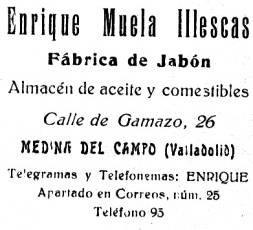 Enrique Muela Illescas
Fábrica de Jabón
Almacén de aceite y comestibles
Calle de Gamazo, 26
MEDINA DEL CAMPO (Valladolid)
Telegramas y Telefonemas: ENRIQUE
Apartado en Correos, núm. 25
Teléfono 95